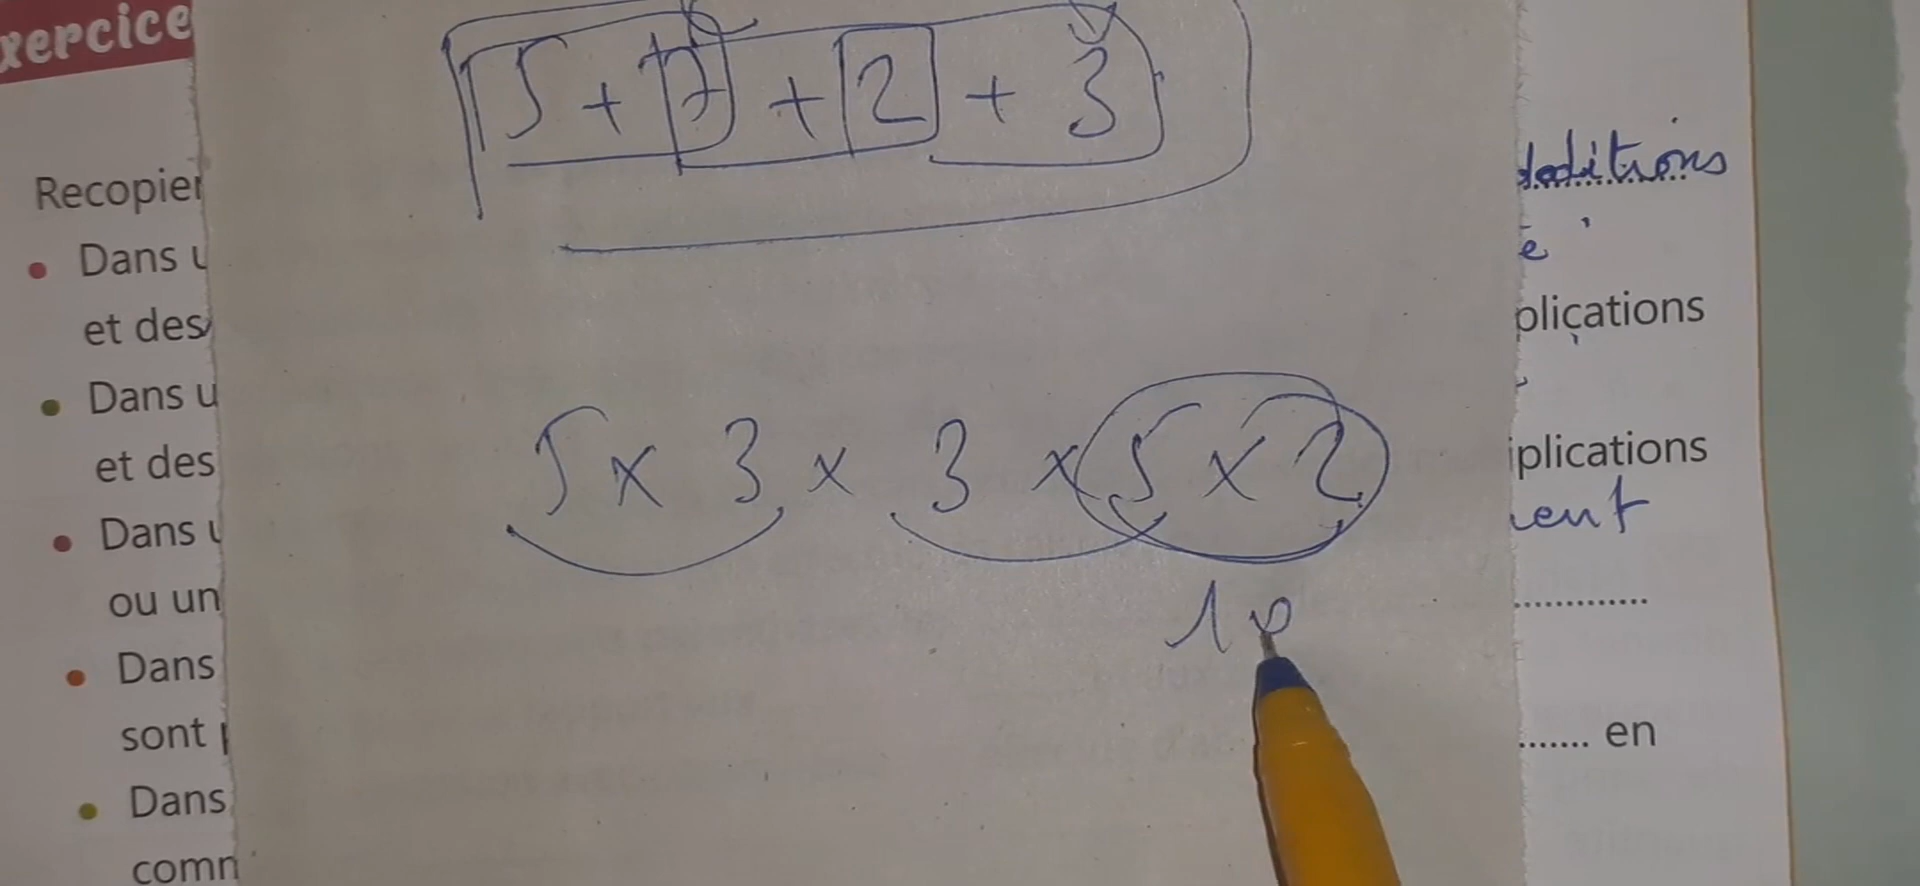 xercice
5 + 7 + 2 + 3
Recopier
dditions
Dans u
é
et des
plications
Dans u
5 x 3 x 3 x 5 x 2
et des
plications
Dans u
ent
ou un
10
Dans
sont p
....... en
Dans
comm